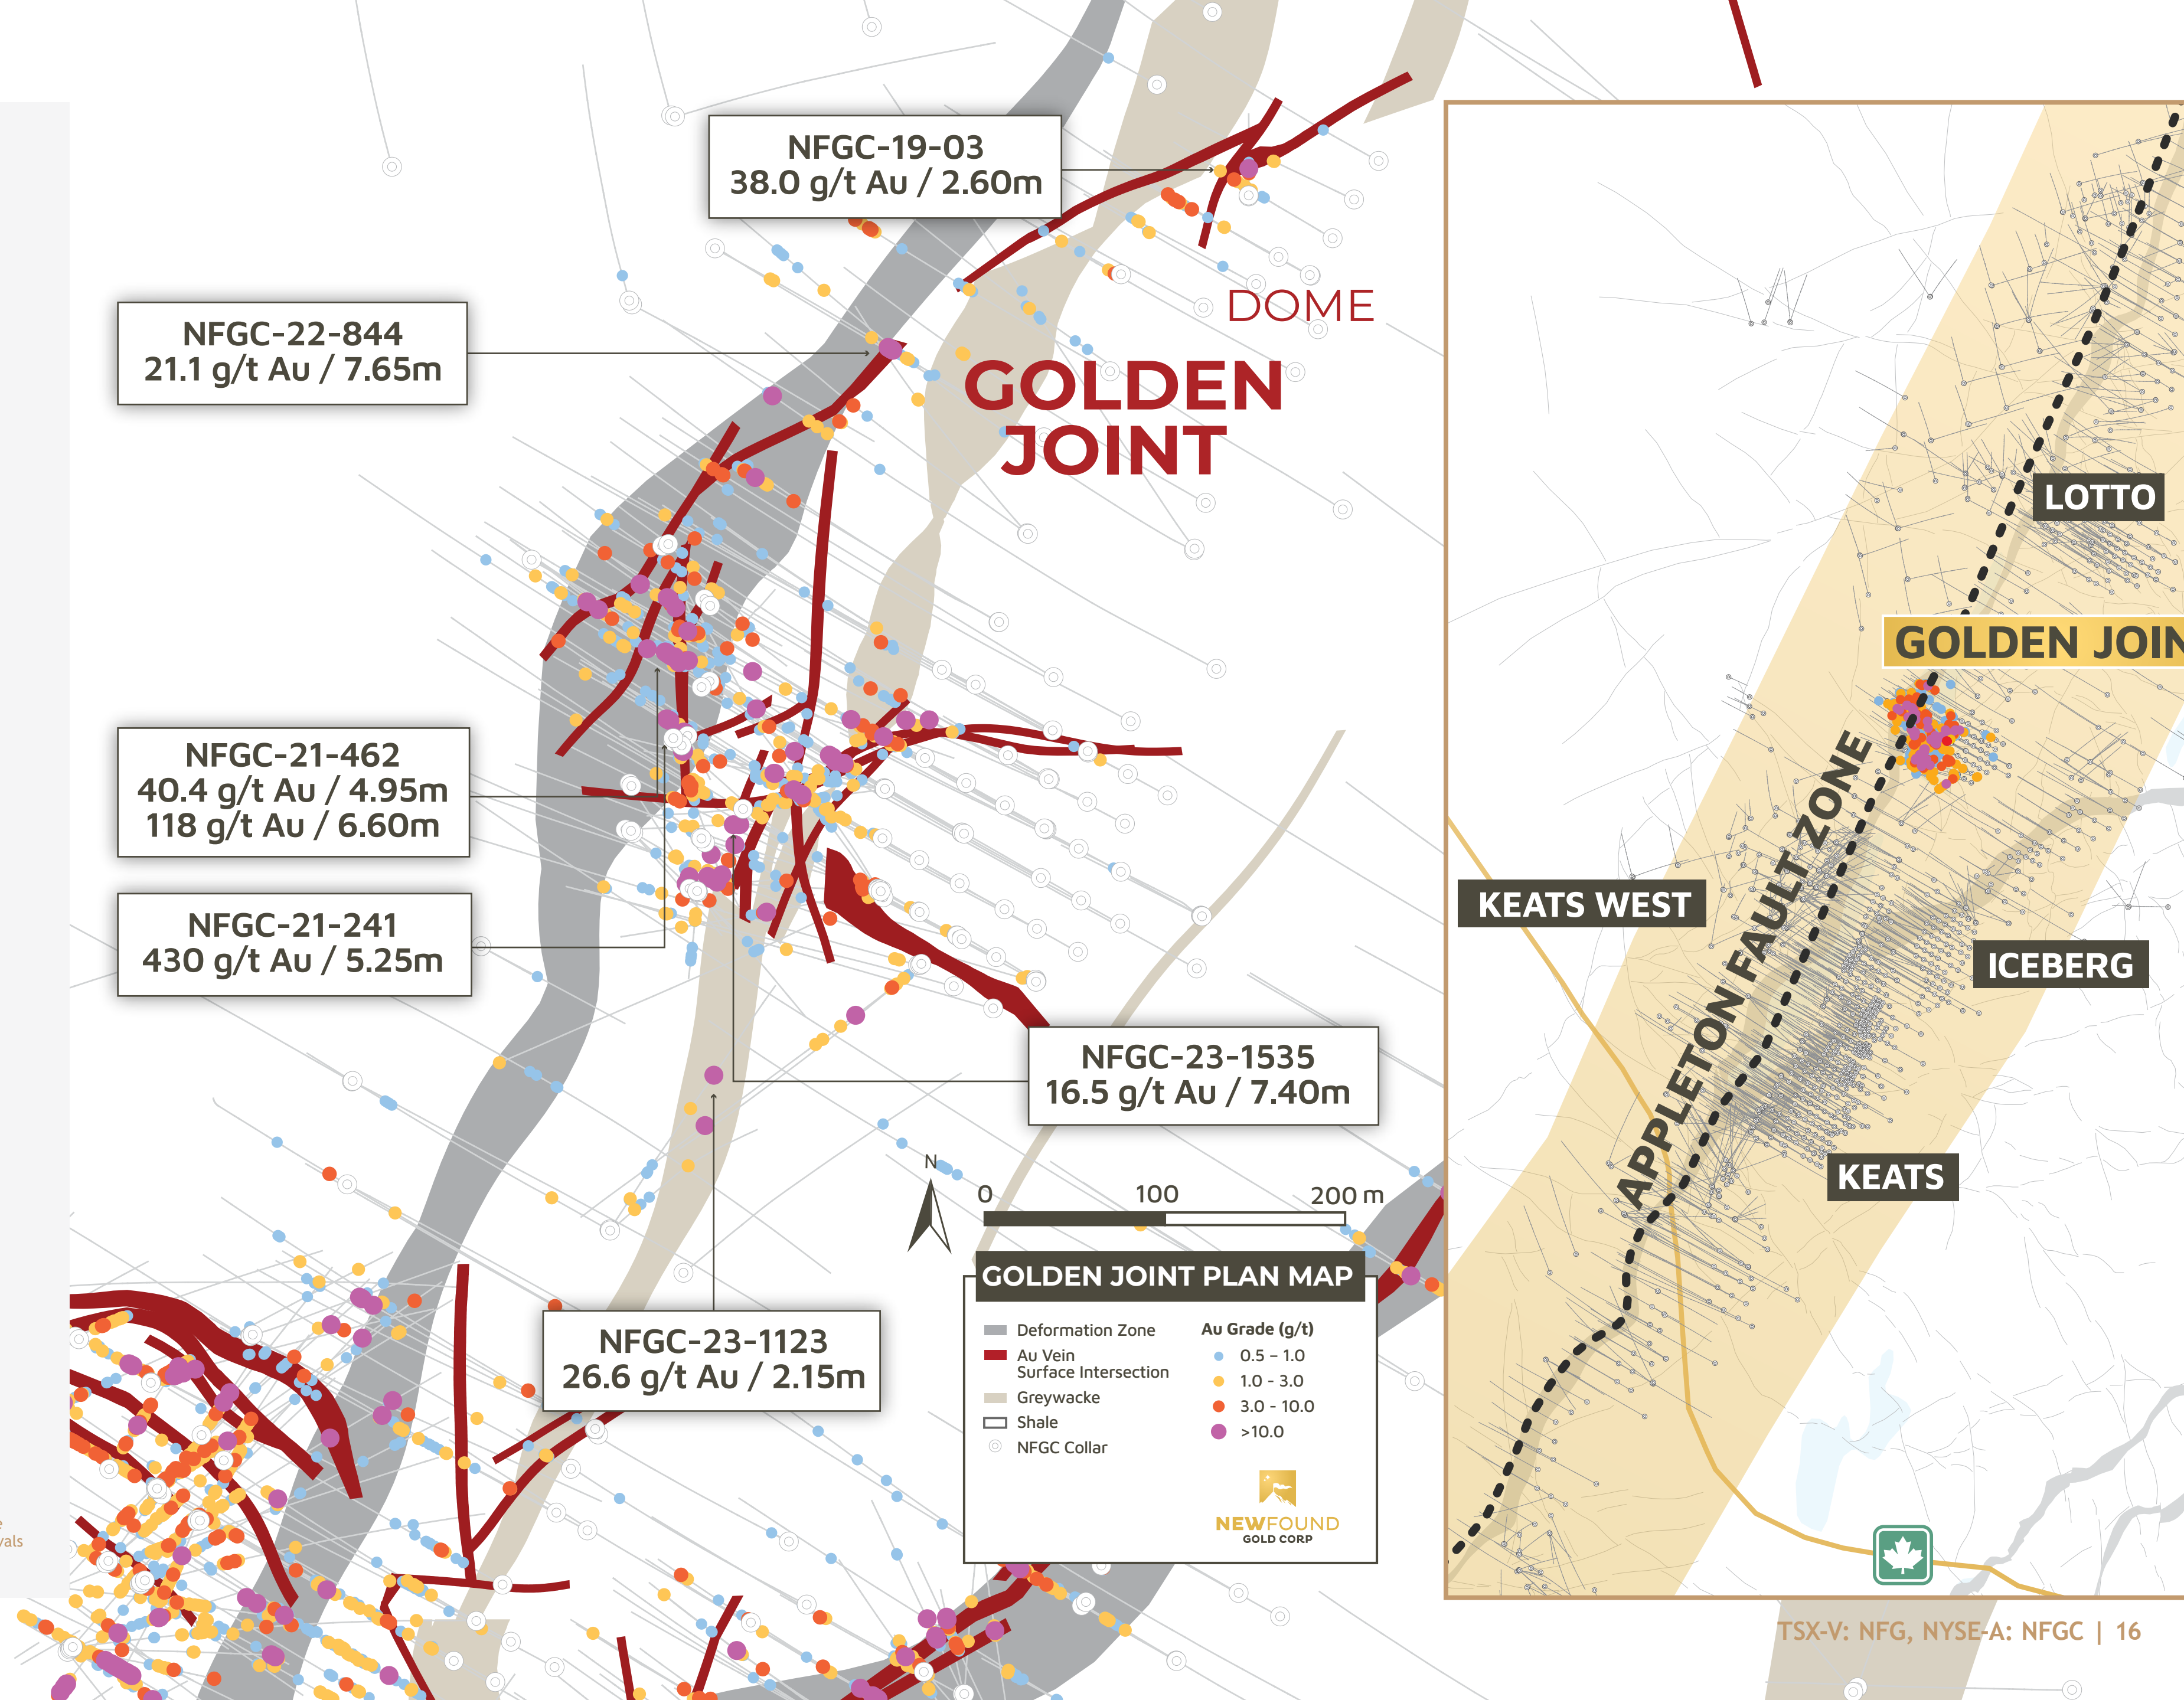 NFGC-19-03
38.0 g/t Au / 2.60m
DOME
GOLDEN
JOINT
NFGC-22-844
21.1 g/t Au / 7.65m
NFGC-21-462
40.4 g/t Au / 4.95m
118 g/t Au / 6.60m
NFGC-21-241
430 g/t Au / 5.25m
NFGC-23-1535
16.5 g/t Au / 7.40m
NFGC-23-1123
26.6 g/t Au / 2.15m
N
0 100 200 m
GOLDEN JOINT PLAN MAP
Deformation Zone
Au Vein
Surface Intersection
Greywacke
Shale
NFGC Collar
Au Grade (g/t)
0.5 – 1.0
1.0 - 3.0
3.0 - 10.0
>10.0
NEWFOUND
GOLD CORP
LOTTO
GOLDEN JOIN
APPLETON FAULT ZONE
KEATS WEST
ICEBERG
KEATS
TSX-V: NFG, NYSE-A: NFGC | 16